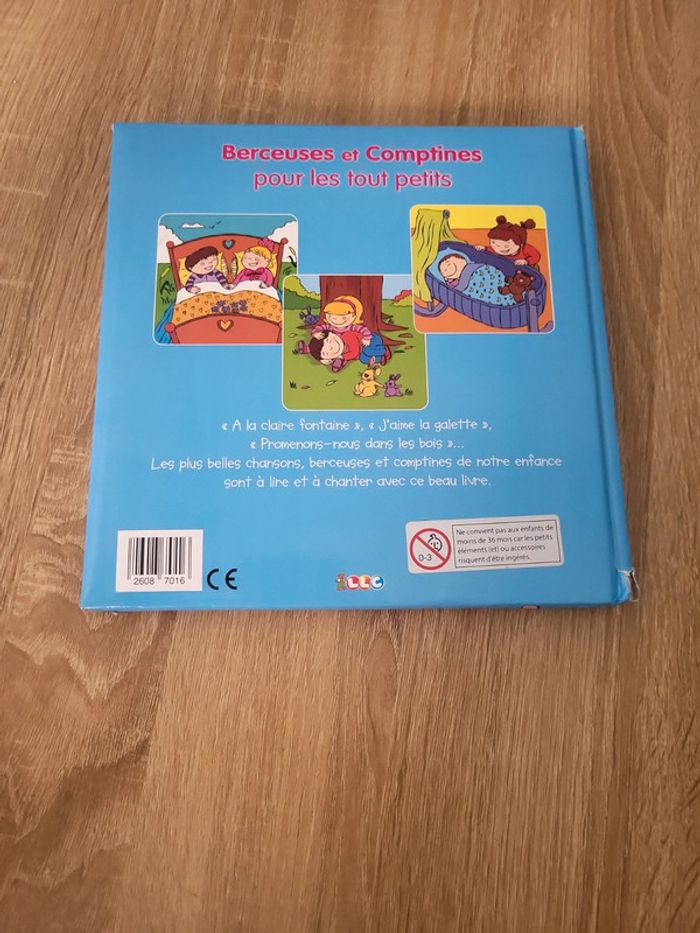 Berceuses et Comptines
pour les tout petits
« A la claire fontaine », « J'aime la galette »,
« Promenons-nous dans les bois »...
Les plus belles chansons, berceuses et comptines de notre enfance
sont à lire et à chanter avec ce beau livre.
2608 7016
CE
LLC
0-3
Ne convient pas aux enfants de
moins de 36 mois car les petits
éléments (et) ou accessoires
risquent d'être ingérés.